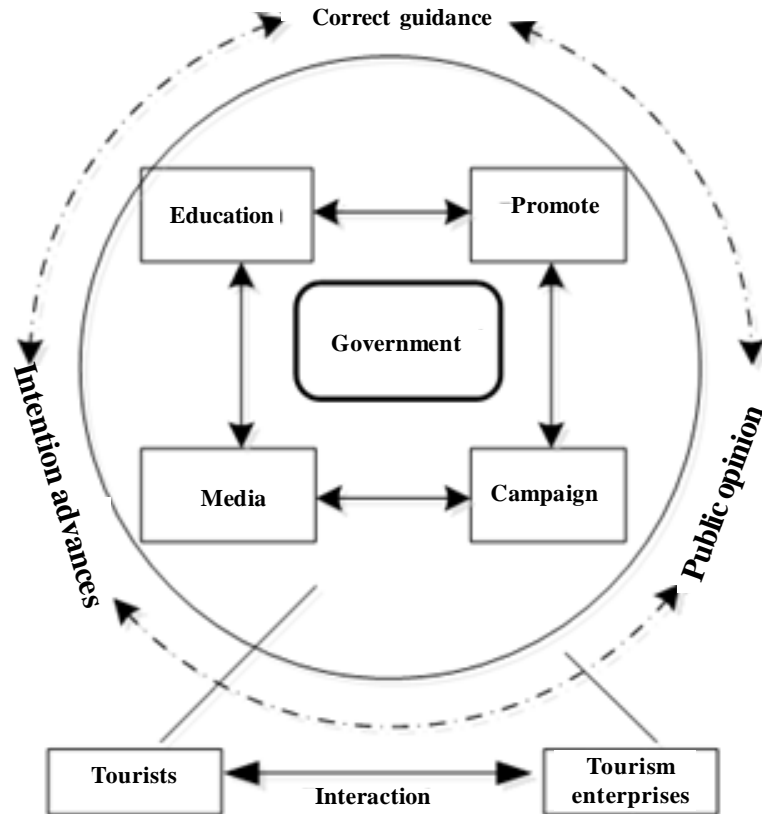 Correct guidance
Education
Promote
Government
Intention advances
Public opinion
Media
Campaign
Tourists
Interaction
Tourism
enterprises